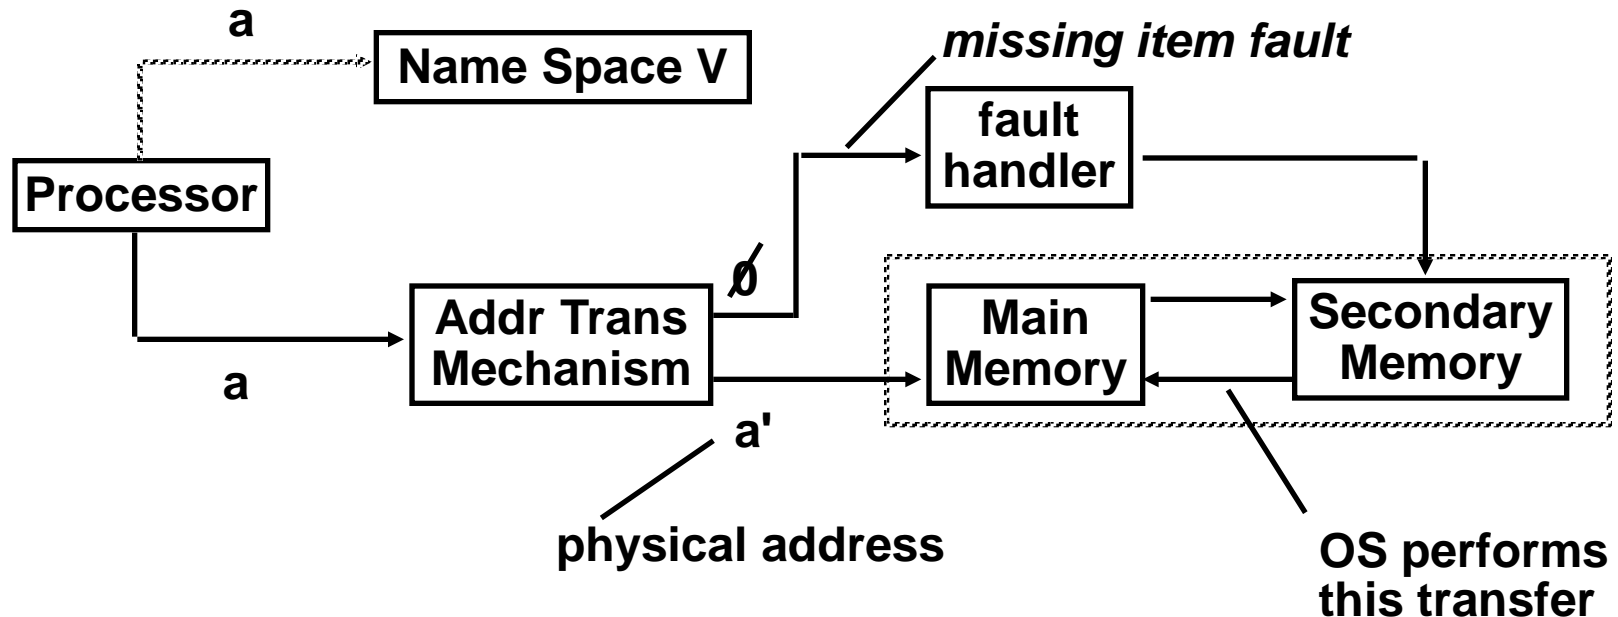 a
Name Space V
missing item fault
fault
handler
Processor
Ø
Addr Trans
Mechanism
Main
Memory
Secondary
Memory
a
a'
physical address
OS performs
this transfer